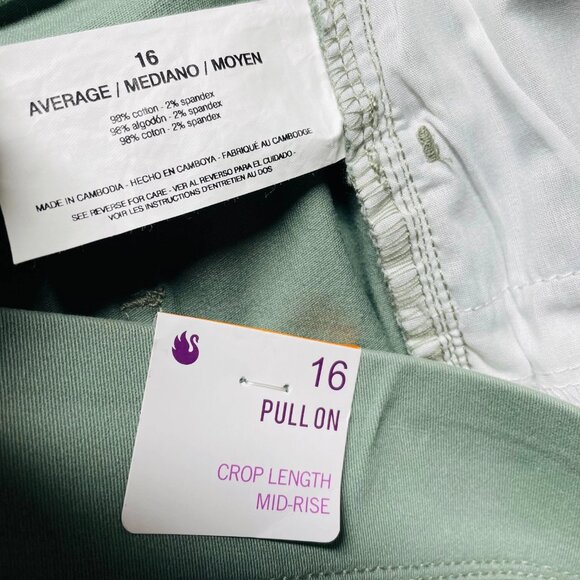 16
AVERAGE / MEDIANO / MOYEN
98% cotton - 2% spandex
98% algodón - 2% spandex
98% coton - 2% spandex
MADE IN CAMBODIA - HECHO EN CAMBOYA - FABRIQUÉ AU CAMBODGE
SEE REVERSE FOR CARE - VER AL REVERSO PARA EL CUIDADO -
VOIR LES INSTRUCTIONS D'ENTRETIEN AU DOS
16
PULL ON
CROP LENGTH
MID-RISE